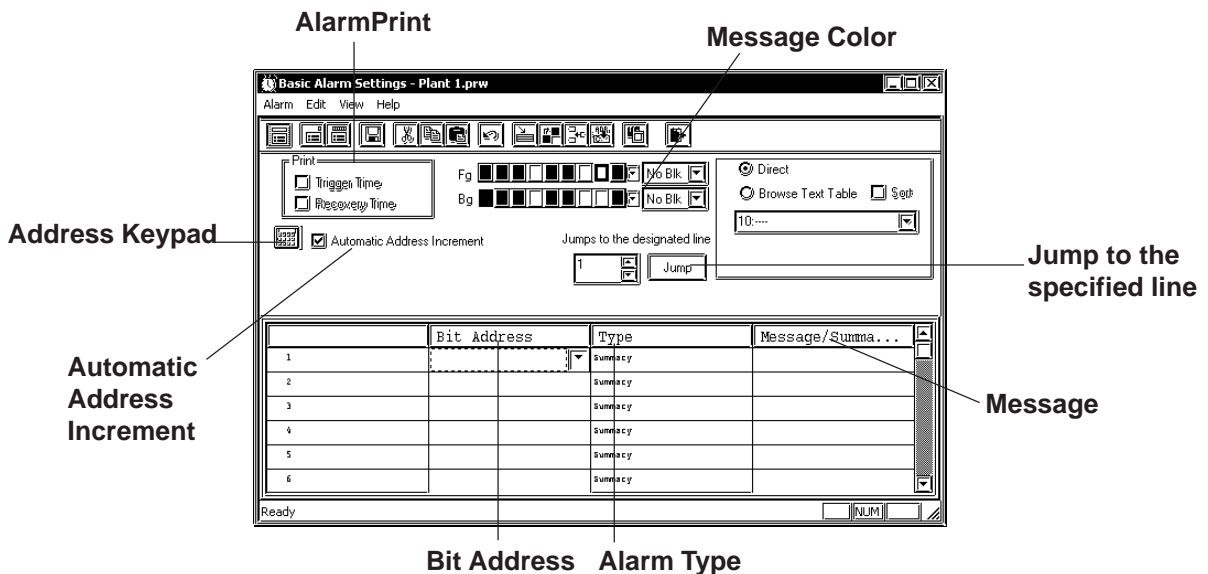 AlarmPrint
Message Color
Basic Alarm Settings - Plant 1.prw
Alarm Edit View Help
Print
Trigger Time
Recovery Time
Fg No Blk
Bg No Blk
Direct
Browse Text Table Sort
10:----
Address Keypad
Automatic Address Increment
Jumps to the designated line
1 Jump
Jump to the
specified line
Bit Address Type Message/Summa...
1 Summary
2 Summary
3 Summary
4 Summary
5 Summary
6 Summary
Automatic
Address
Increment
Message
Ready NUM
Bit Address Alarm Type